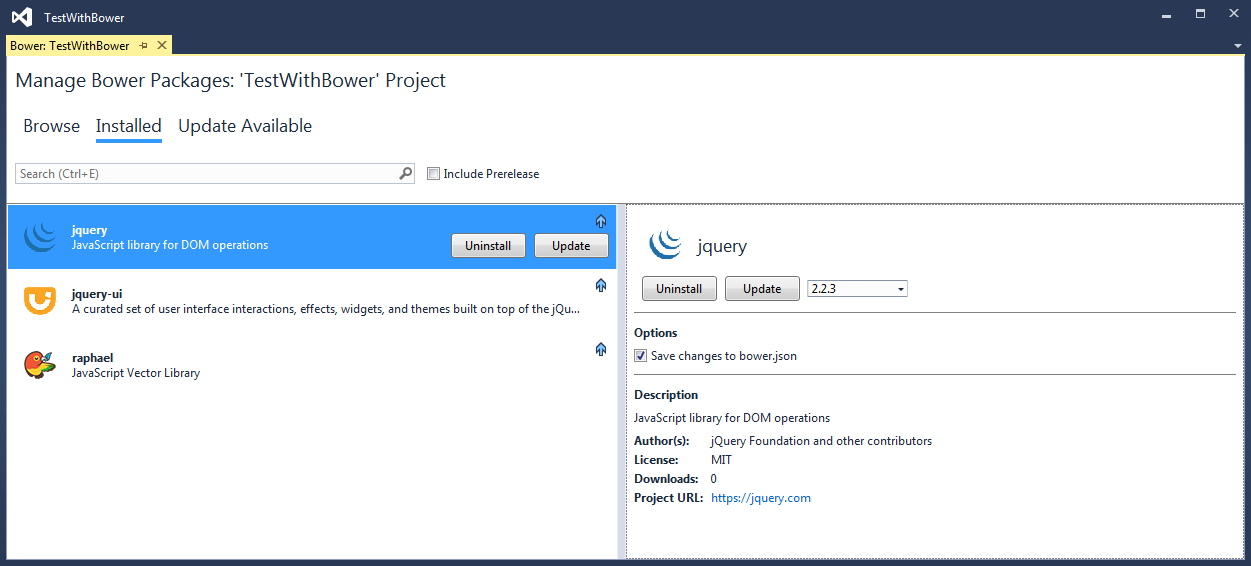 TestWithBower
Bower: TestWithBower
Manage Bower Packages: 'TestWithBower' Project
Browse Installed Update Available
Search (Ctrl+E) Include Prerelease
jquery
JavaScript library for DOM operations
Uninstall Update
jquery-ui
A curated set of user interface interactions, effects, widgets, and themes built on top of the jQu...
raphael
JavaScript Vector Library
jquery
Uninstall Update 2.2.3
Options
Save changes to bower.json
Description
JavaScript library for DOM operations
Author(s): jQuery Foundation and other contributors
License: MIT
Downloads: 0
Project URL: https://jquery.com